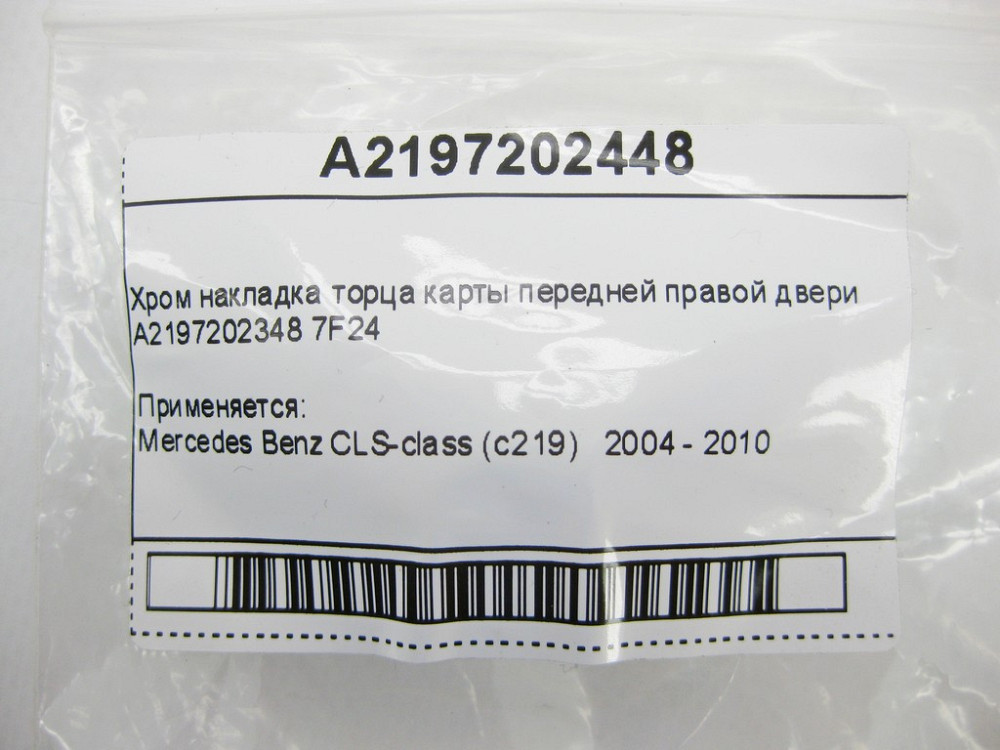 A2197202448
Хром накладка торца карты передней правой двери
A2197202348 7F24
Применяется:
Mercedes Benz CLS-class (c219) 2004 - 2010